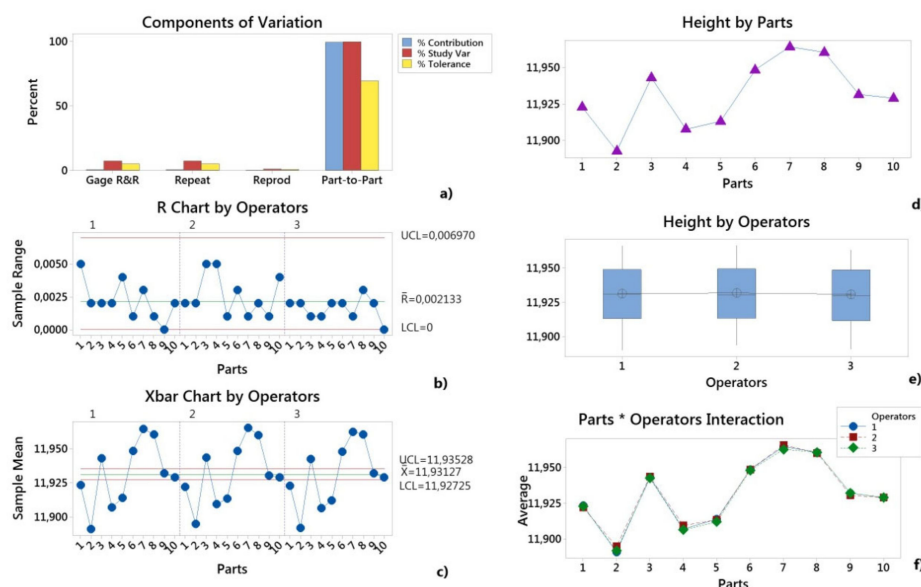 Components of Variation
% Contribution
% Study Var
% Tolerance
Percent
100
50
0
Gage R&R Repeat Reprod Part-to-Part
a)
R Chart by Operators
1 2 3
UCL=0,006970
Sample Range
0,0050
0,0025
R̄=0,002133
0,0000
LCL=0
1 2 3 4 5 6 7 8 9 10 1 2 3 4 5 6 7 8 9 10 1 2 3 4 5 6 7 8 9 10
Parts
b)
Xbar Chart by Operators
1 2 3
Sample Mean
11,950
UCL=11,93528
X̿=11,93127
11,925
LCL=11,92725
11,900
1 2 3 4 5 6 7 8 9 10 1 2 3 4 5 6 7 8 9 10 1 2 3 4 5 6 7 8 9 10
Parts
c)
Height by Parts
11,950
11,925
11,900
1 2 3 4 5 6 7 8 9 10
Parts
d
Height by Operators
11,950
11,925
11,900
1 2 3
Operators
e)
Parts * Operators Interaction
Operators
1
2
3
Average
11,950
11,925
11,900
1 2 3 4 5 6 7 8 9 10
Parts
f)